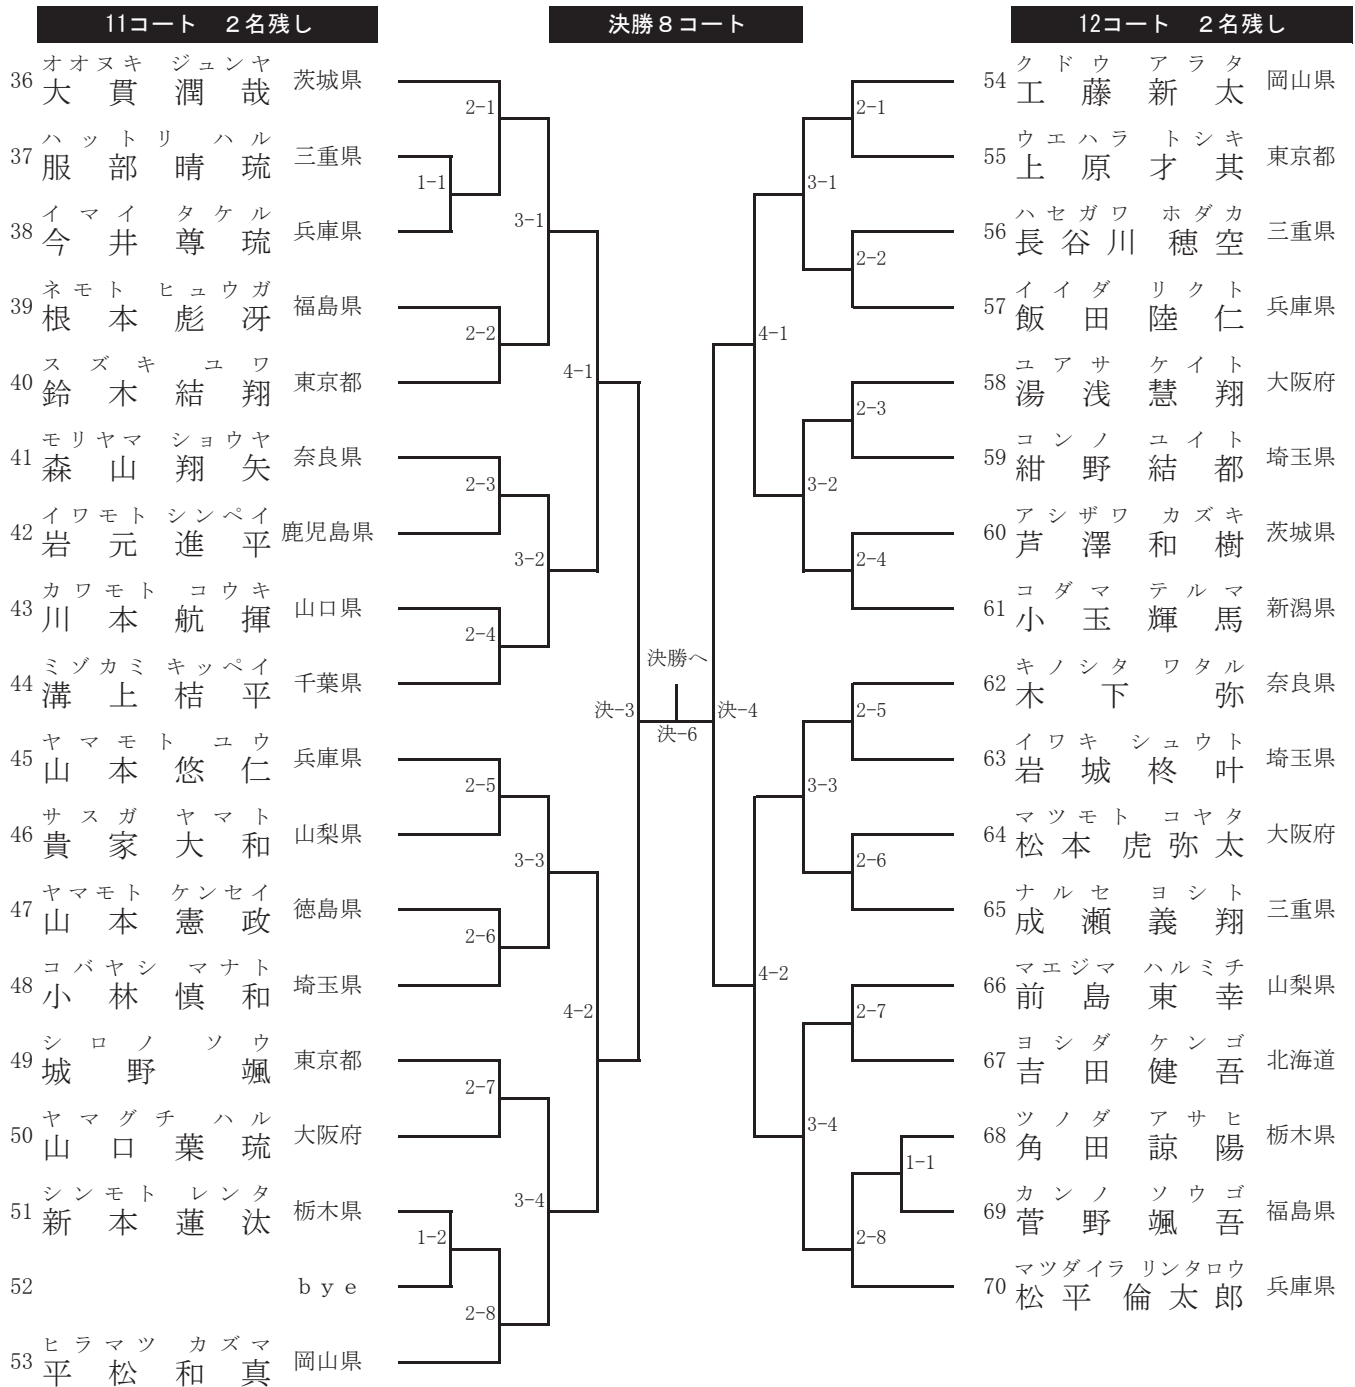 11コート　２名残し
決勝８コート
12コート　２名残し
オオヌキ　ジュンヤ
36 大貫潤哉 茨城県
ハットリ　ハル
37 服部晴琉 三重県
イマイ　タケル
38 今井尊琉 兵庫県
ネモト　ヒュウガ
39 根本彪冴 福島県
スズキ　ユワ
40 鈴木結翔 東京都
モリヤマ　ショウヤ
41 森山翔矢 奈良県
イワモト　シンペイ
42 岩元進平 鹿児島県
カワモト　コウキ
43 川本航揮 山口県
ミゾカミ　キッペイ
44 溝上桔平 千葉県
ヤマモト　ユウ
45 山本悠仁 兵庫県
サスガ　ヤマト
46 貴家大和 山梨県
ヤマモト　ケンセイ
47 山本憲政 徳島県
コバヤシ　マナト
48 小林慎和 埼玉県
シロノ　ソウ
49 城野颯 東京都
ヤマグチ　ハル
50 山口葉琉 大阪府
シンモト　レンタ
51 新本蓮汰 栃木県
52 ｂｙｅ
ヒラマツ　カズマ
53 平松和真 岡山県
2-1
1-1
3-1
2-2
4-1
2-3
3-2
2-4
決-3
2-5
3-3
2-6
4-2
2-7
3-4
1-2
2-8
決勝へ
決-6
決-4
2-1
3-1
2-2
4-1
2-3
3-2
2-4
2-5
3-3
2-6
4-2
2-7
3-4
1-1
2-8
クドウ　アラタ
54 工藤新太 岡山県
ウエハラ　トシキ
55 上原才其 東京都
ハセガワ　ホダカ
56 長谷川穂空 三重県
イイダ　リクト
57 飯田陸仁 兵庫県
ユアサ　ケイト
58 湯浅慧翔 大阪府
コンノ　ユイト
59 紺野結都 埼玉県
アシザワ　カズキ
60 芦澤和樹 茨城県
コダマ　テルマ
61 小玉輝馬 新潟県
キノシタ　ワタル
62 木下弥 奈良県
イワキ　シュウト
63 岩城柊叶 埼玉県
マツモト　コヤタ
64 松本虎弥太 大阪府
ナルセ　ヨシト
65 成瀬義翔 三重県
マエジマ　ハルミチ
66 前島東幸 山梨県
ヨシダ　ケンゴ
67 吉田健吾 北海道
ツノダ　アサヒ
68 角田諒陽 栃木県
カンノ　ソウゴ
69 菅野颯吾 福島県
マツダイラ　リンタロウ
70 松平倫太郎 兵庫県